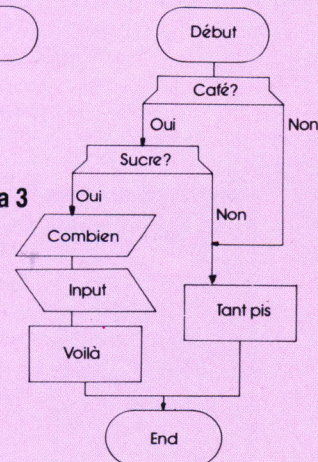 Début
Café?
Oui
Non
Sucre?
a 3
Oui
Non
Combien
Input
Tant pis
Voilà
End